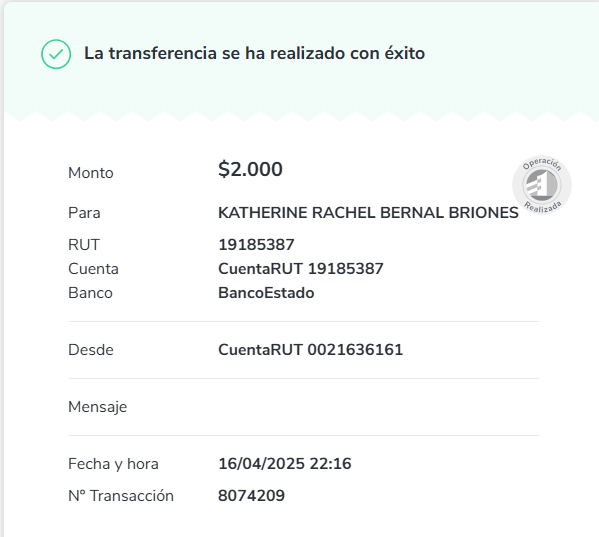 La transferencia se ha realizado con éxito
Monto $2.000
Operación
Realizada
Para KATHERINE RACHEL BERNAL BRIONES
RUT 19185387
Cuenta CuentaRUT 19185387
Banco BancoEstado
Desde CuentaRUT 0021636161
Mensaje
Fecha y hora 16/04/2025 22:16
Nº Transacción 8074209